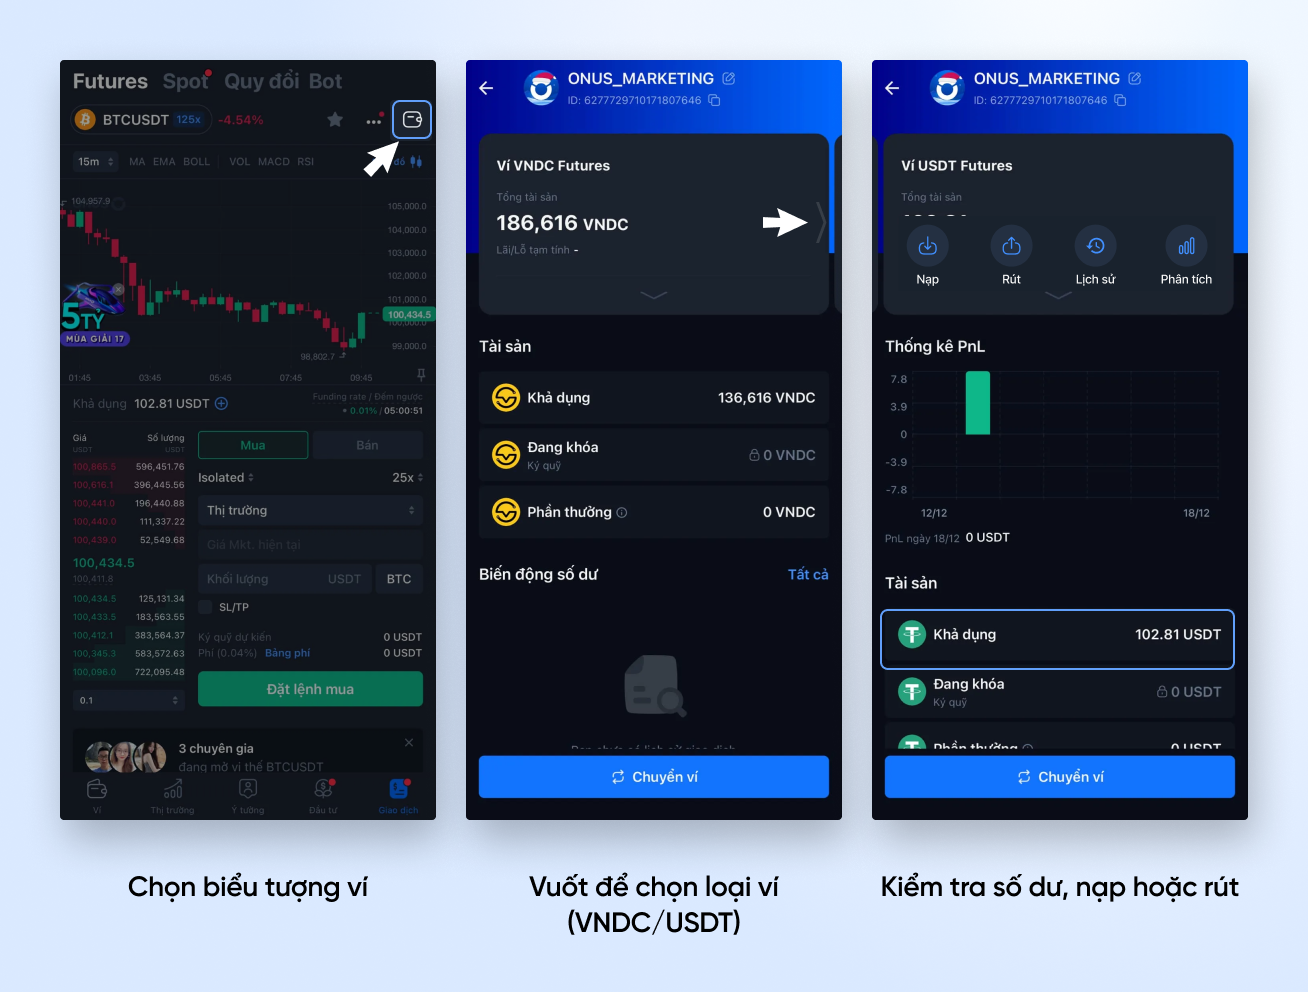 Futures Spot Quy đổi Bot
BTCUSDT 125x -4.54%
15m MA EMA BOLL VOL MACD RSI
104,957.9
105,000.0
104,000.0
103,000.0
102,000.0
101,000.0
100,434.5
100,000.0
99,000.0
98,802.7
5TỶ
MÙA GIẢI 17
01:45 03:45 05:45 07:45 09:45
Khả dụng 102.81 USDT
Funding rate / Đếm ngược
0.01% / 05:00:51
Giá Số lượng
USDT USDT
100,865.5 596,451.76
100,616.1 396,445.56
100,441.0 196,440.88
100,440.0 111,337.22
100,439.0 52,549.68
100,434.5
100,411.8
100,434.5 125,131.34
100,433.5 183,563.55
100,412.1 383,564.37
100,345.3 583,572.63
100,096.0 722,095.48
0.1
Mua Bán
Isolated 25x
Thị trường
Giá Mkt. hiện tại
Khối lượng USDT BTC
SL/TP
Ký quỹ dự kiến 0 USDT
Phí (0.04%) Bảng phí 0 USDT
Đặt lệnh mua
3 chuyên gia
đang mở vị thế BTCUSDT
Ví Thị trường Ý tưởng Đầu tư Giao dịch
Chọn biểu tượng ví
ONUS_MARKETING
ID: 6277729710171807646
Ví VNDC Futures
Tổng tài sản
186,616 VNDC
Lãi/Lỗ tạm tính -
Tài sản
Khả dụng 136,616 VNDC
Đang khóa 0 VNDC
Ký quỹ
Phần thưởng 0 VNDC
Biến động số dư Tất cả
Chuyển ví
Vuốt để chọn loại ví
(VNDC/USDT)
ONUS_MARKETING
ID: 6277729710171807646
Ví USDT Futures
Tổng tài sản
Nạp Rút Lịch sử Phân tích
Thống kê PnL
7.8
3.9
0
-3.9
-7.8
12/12 18/12
PnL ngày 18/12 0 USDT
Tài sản
Khả dụng 102.81 USDT
Đang khóa 0 USDT
Ký quỹ
Phần thưởng 0 USDT
Chuyển ví
Kiểm tra số dư, nạp hoặc rút